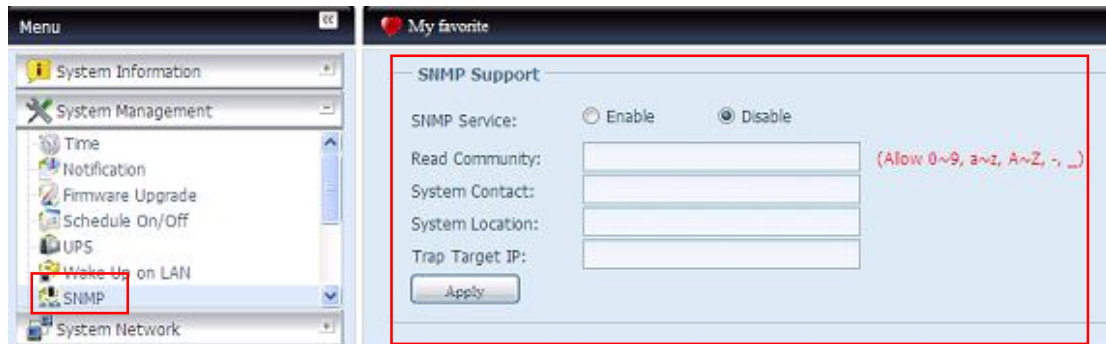 Menu
My favorite
System Information
System Management
Time
Notification
Firmware Upgrade
Schedule On/Off
UPS
Wake Up on LAN
SNMP
System Network
SNMP Support
SNMP Service: Enable Disable
Read Community: (Allow 0~9, a~z, A~Z, -, _)
System Contact:
System Location:
Trap Target IP:
Apply